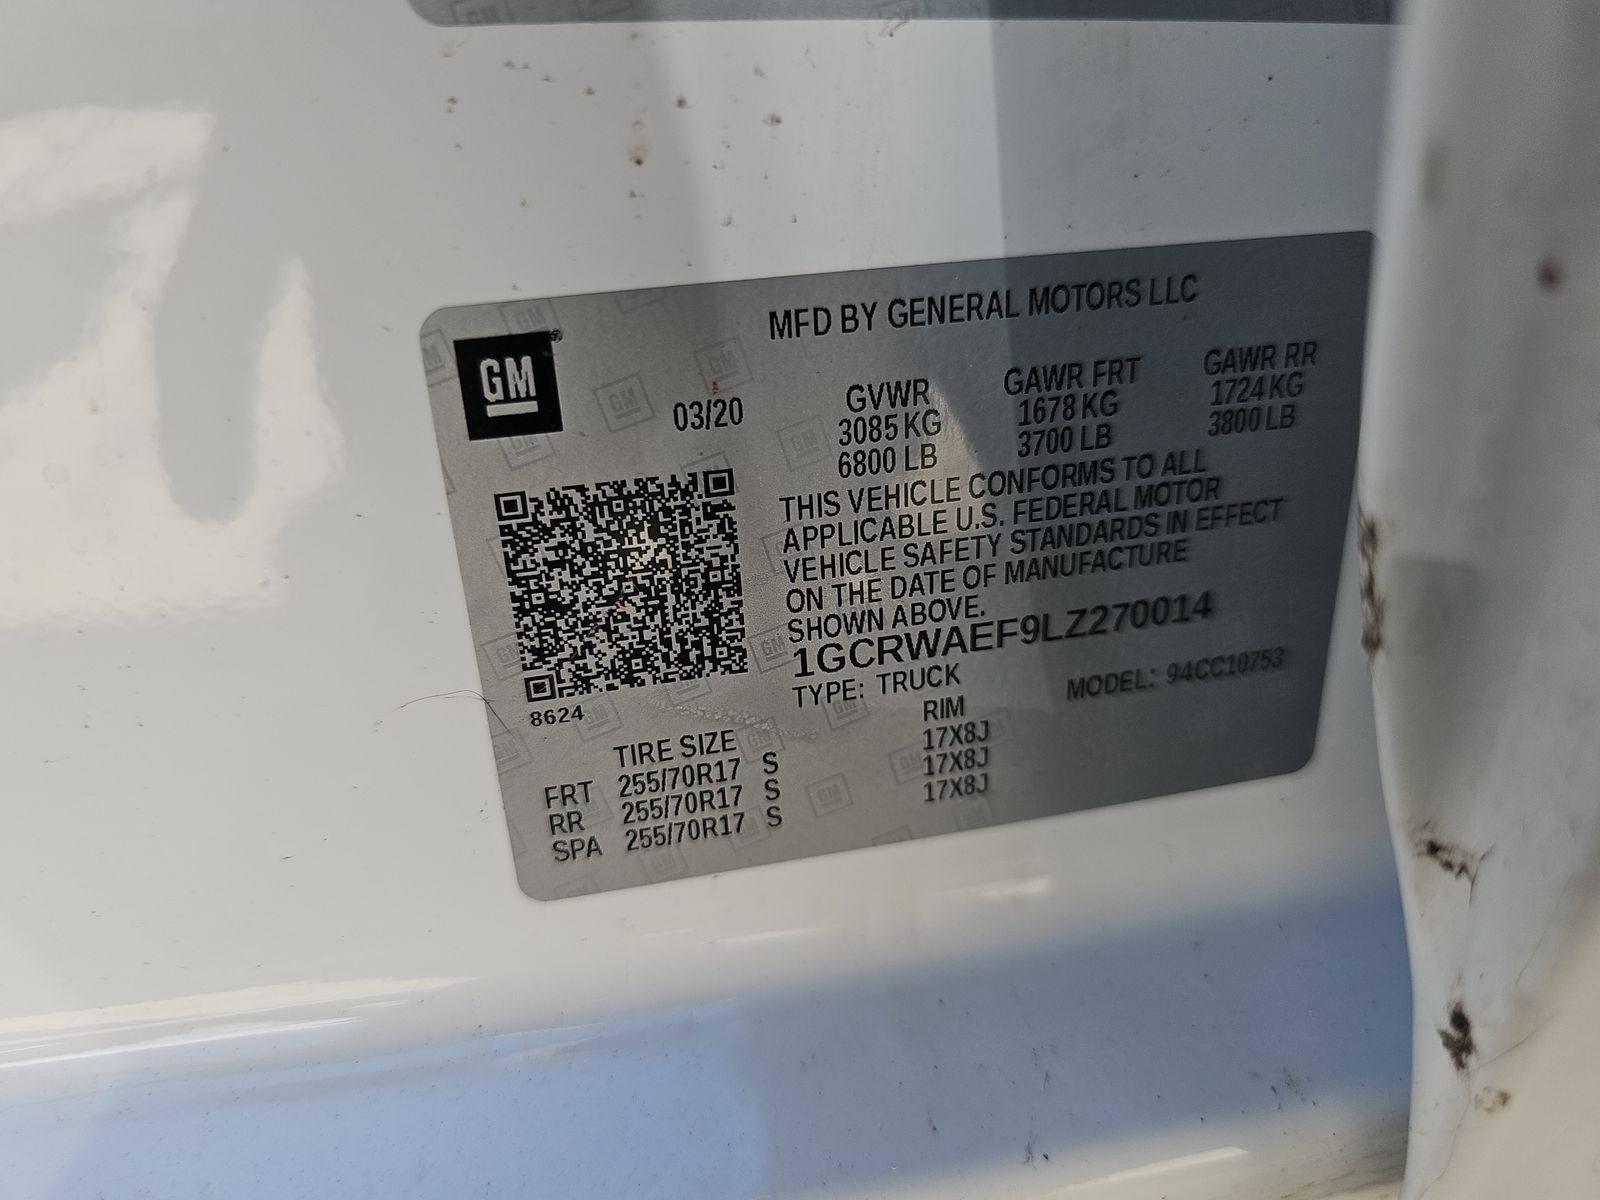 GM
MFD BY GENERAL MOTORS LLC
03/20
GVWR GAWR FRT GAWR RR
3085 KG 1678 KG 1724 KG
6800 LB 3700 LB 3800 LB
THIS VEHICLE CONFORMS TO ALL
APPLICABLE U.S. FEDERAL MOTOR
VEHICLE SAFETY STANDARDS IN EFFECT
ON THE DATE OF MANUFACTURE
SHOWN ABOVE.
1GCRWAEF9LZ270014
TYPE: TRUCK MODEL: 94CC10753
8624
TIRE SIZE RIM
FRT 255/70R17 S 17X8J
RR 255/70R17 S 17X8J
SPA 255/70R17 S 17X8J